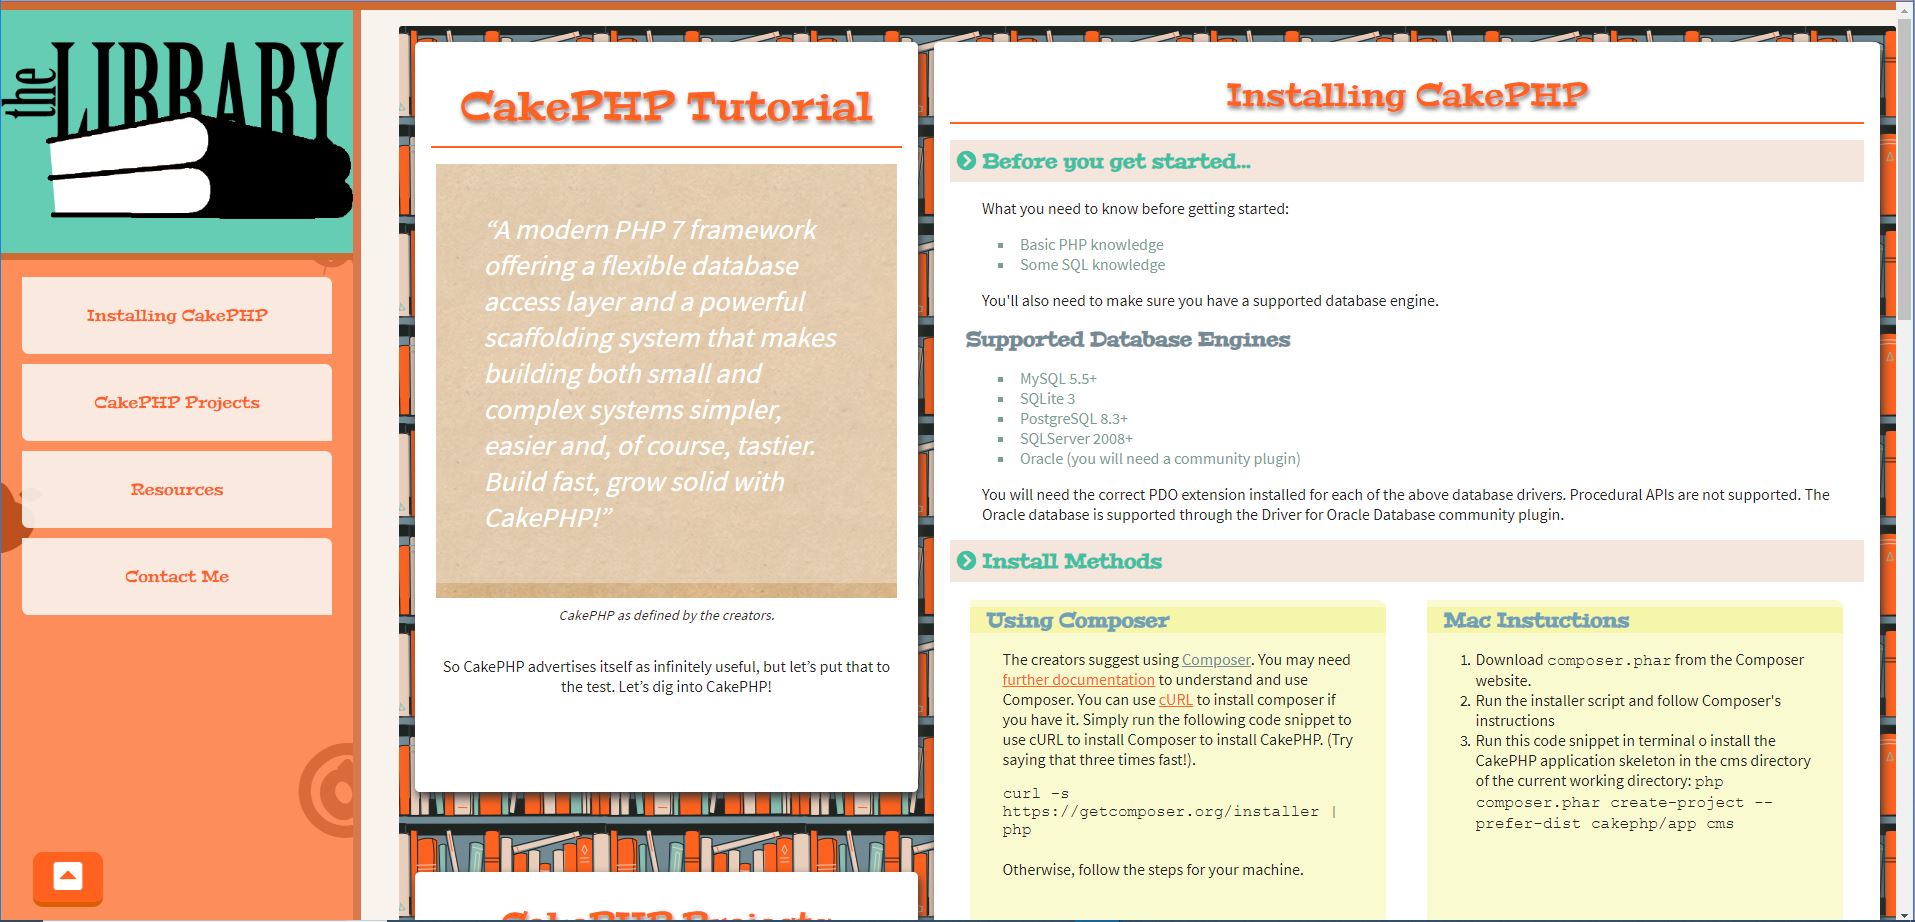 the LIBRARY
Installing CakePHP
CakePHP Projects
Resources
Contact Me
CakePHP Tutorial
“A modern PHP 7 framework
offering a flexible database
access layer and a powerful
scaffolding system that makes
building both small and
complex systems simpler,
easier and, of course, tastier.
Build fast, grow solid with
CakePHP!”
CakePHP as defined by the creators.
So CakePHP advertises itself as infinitely useful, but let’s put that to
the test. Let’s dig into CakePHP!
CakePHP Projects
Installing CakePHP
Before you get started...
What you need to know before getting started:
Basic PHP knowledge
Some SQL knowledge
You'll also need to make sure you have a supported database engine.
Supported Database Engines
MySQL 5.5+
SQLite 3
PostgreSQL 8.3+
SQLServer 2008+
Oracle (you will need a community plugin)
You will need the correct PDO extension installed for each of the above database drivers. Procedural APIs are not supported. The
Oracle database is supported through the Driver for Oracle Database community plugin.
Install Methods
Using Composer
The creators suggest using Composer. You may need
further documentation to understand and use
Composer. You can use cURL to install composer if
you have it. Simply run the following code snippet to
use cURL to install Composer to install CakePHP. (Try
saying that three times fast!).
curl -s
https://getcomposer.org/installer |
php
Otherwise, follow the steps for your machine.
Mac Instuctions
1. Download composer.phar from the Composer
website.
2. Run the installer script and follow Composer's
instructions
3. Run this code snippet in terminal o install the
CakePHP application skeleton in the cms directory
of the current working directory: php
composer.phar create-project --
prefer-dist cakephp/app cms